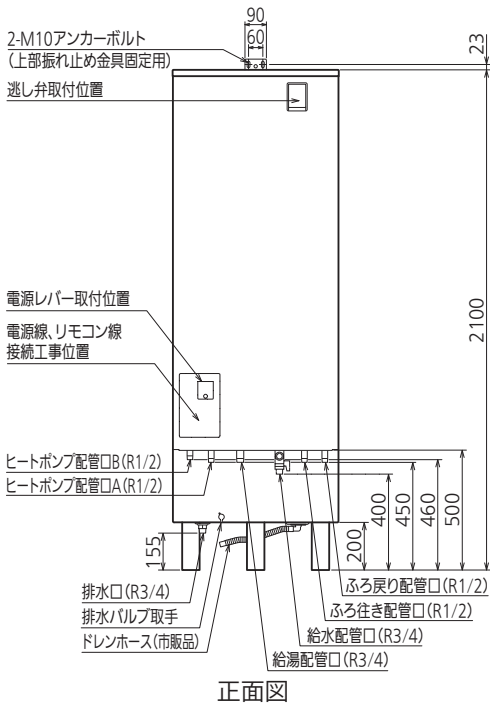 90
60
23
2-M10アンカーボルト
(上部振れ止め金具固定用)
逃し弁取付位置
2100
電源レバー取付位置
電源線、リモコン線
接続工事位置
ヒートポンプ配管口B(R1/2)
ヒートポンプ配管口A(R1/2)
155
200
400
450
460
500
排水口(R3/4)
排水バルブ取手
ドレンホース(市販品)
ふろ戻り配管口(R1/2)
ふろ往き配管口(R1/2)
給水配管口(R3/4)
給湯配管口(R3/4)
正面図